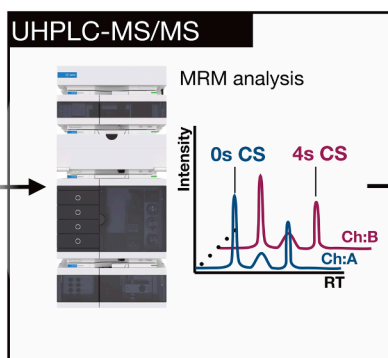 UHPLC-MS/MS
MRM analysis
0s CS
4s CS
Intensity
Ch:B
Ch:A
RT